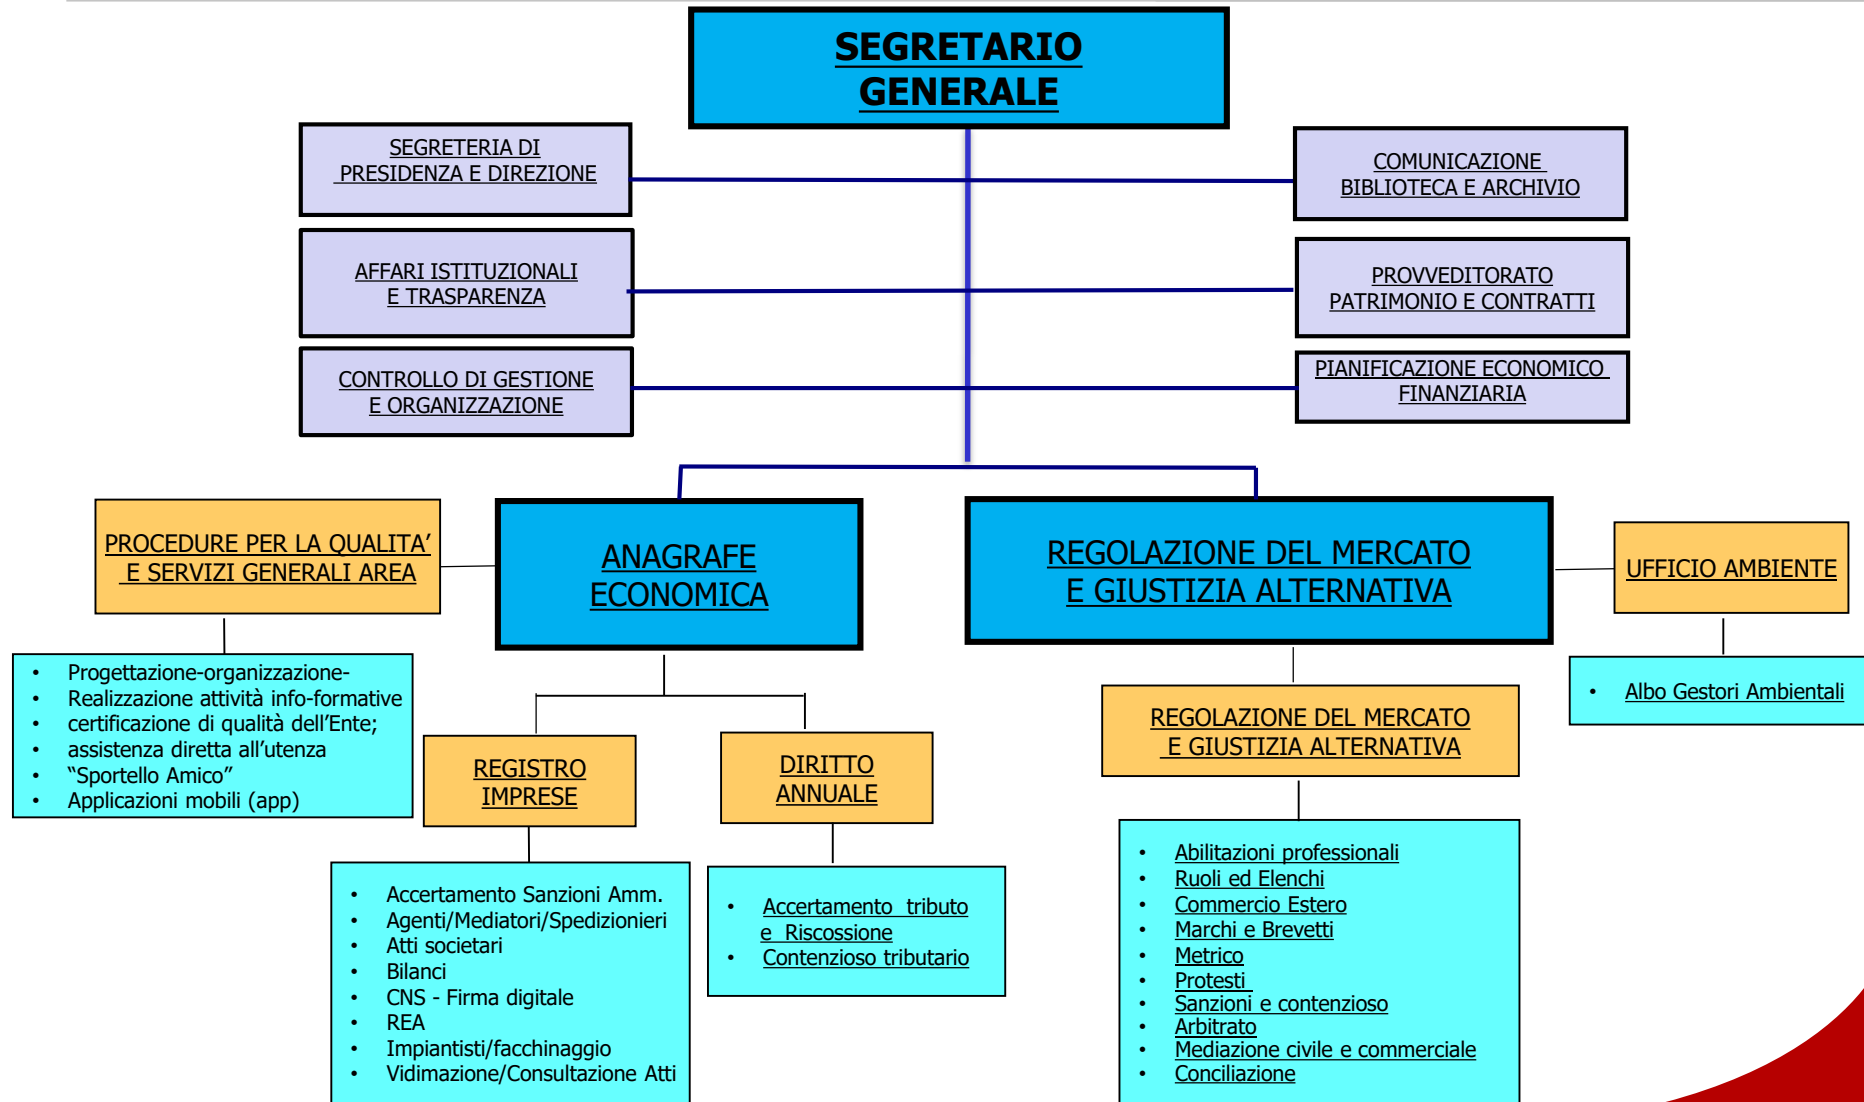 SEGRETARIO
GENERALE
SEGRETERIA DI
PRESIDENZA E DIREZIONE
COMUNICAZIONE
BIBLIOTECA E ARCHIVIO
AFFARI ISTITUZIONALI
E TRASPARENZA
PROVVEDITORATO
PATRIMONIO E CONTRATTI
CONTROLLO DI GESTIONE
E ORGANIZZAZIONE
PIANIFICAZIONE ECONOMICO
FINANZIARIA
PROCEDURE PER LA QUALITA’
E SERVIZI GENERALI AREA
ANAGRAFE
ECONOMICA
REGOLAZIONE DEL MERCATO
E GIUSTIZIA ALTERNATIVA
UFFICIO AMBIENTE
• Progettazione-organizzazione-
• Realizzazione attività info-formative
• certificazione di qualità dell’Ente;
• assistenza diretta all’utenza
• “Sportello Amico”
• Applicazioni mobili (app)
• Albo Gestori Ambientali
REGISTRO
IMPRESE
DIRITTO
ANNUALE
REGOLAZIONE DEL MERCATO
E GIUSTIZIA ALTERNATIVA
• Accertamento Sanzioni Amm.
• Agenti/Mediatori/Spedizionieri
• Atti societari
• Bilanci
• CNS - Firma digitale
• REA
• Impiantisti/facchinaggio
• Vidimazione/Consultazione Atti
• Accertamento tributo
e Riscossione
• Contenzioso tributario
• Abilitazioni professionali
• Ruoli ed Elenchi
• Commercio Estero
• Marchi e Brevetti
• Metrico
• Protesti
• Sanzioni e contenzioso
• Arbitrato
• Mediazione civile e commerciale
• Conciliazione